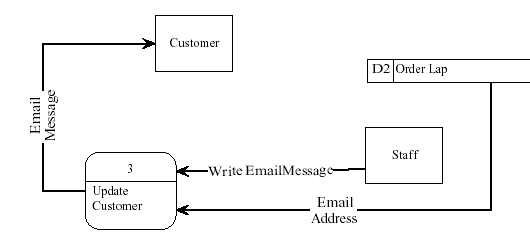 Customer
D2 Order Lap
Email
Message
3
Update
Customer
Write EmailMessage
Staff
Email
Address